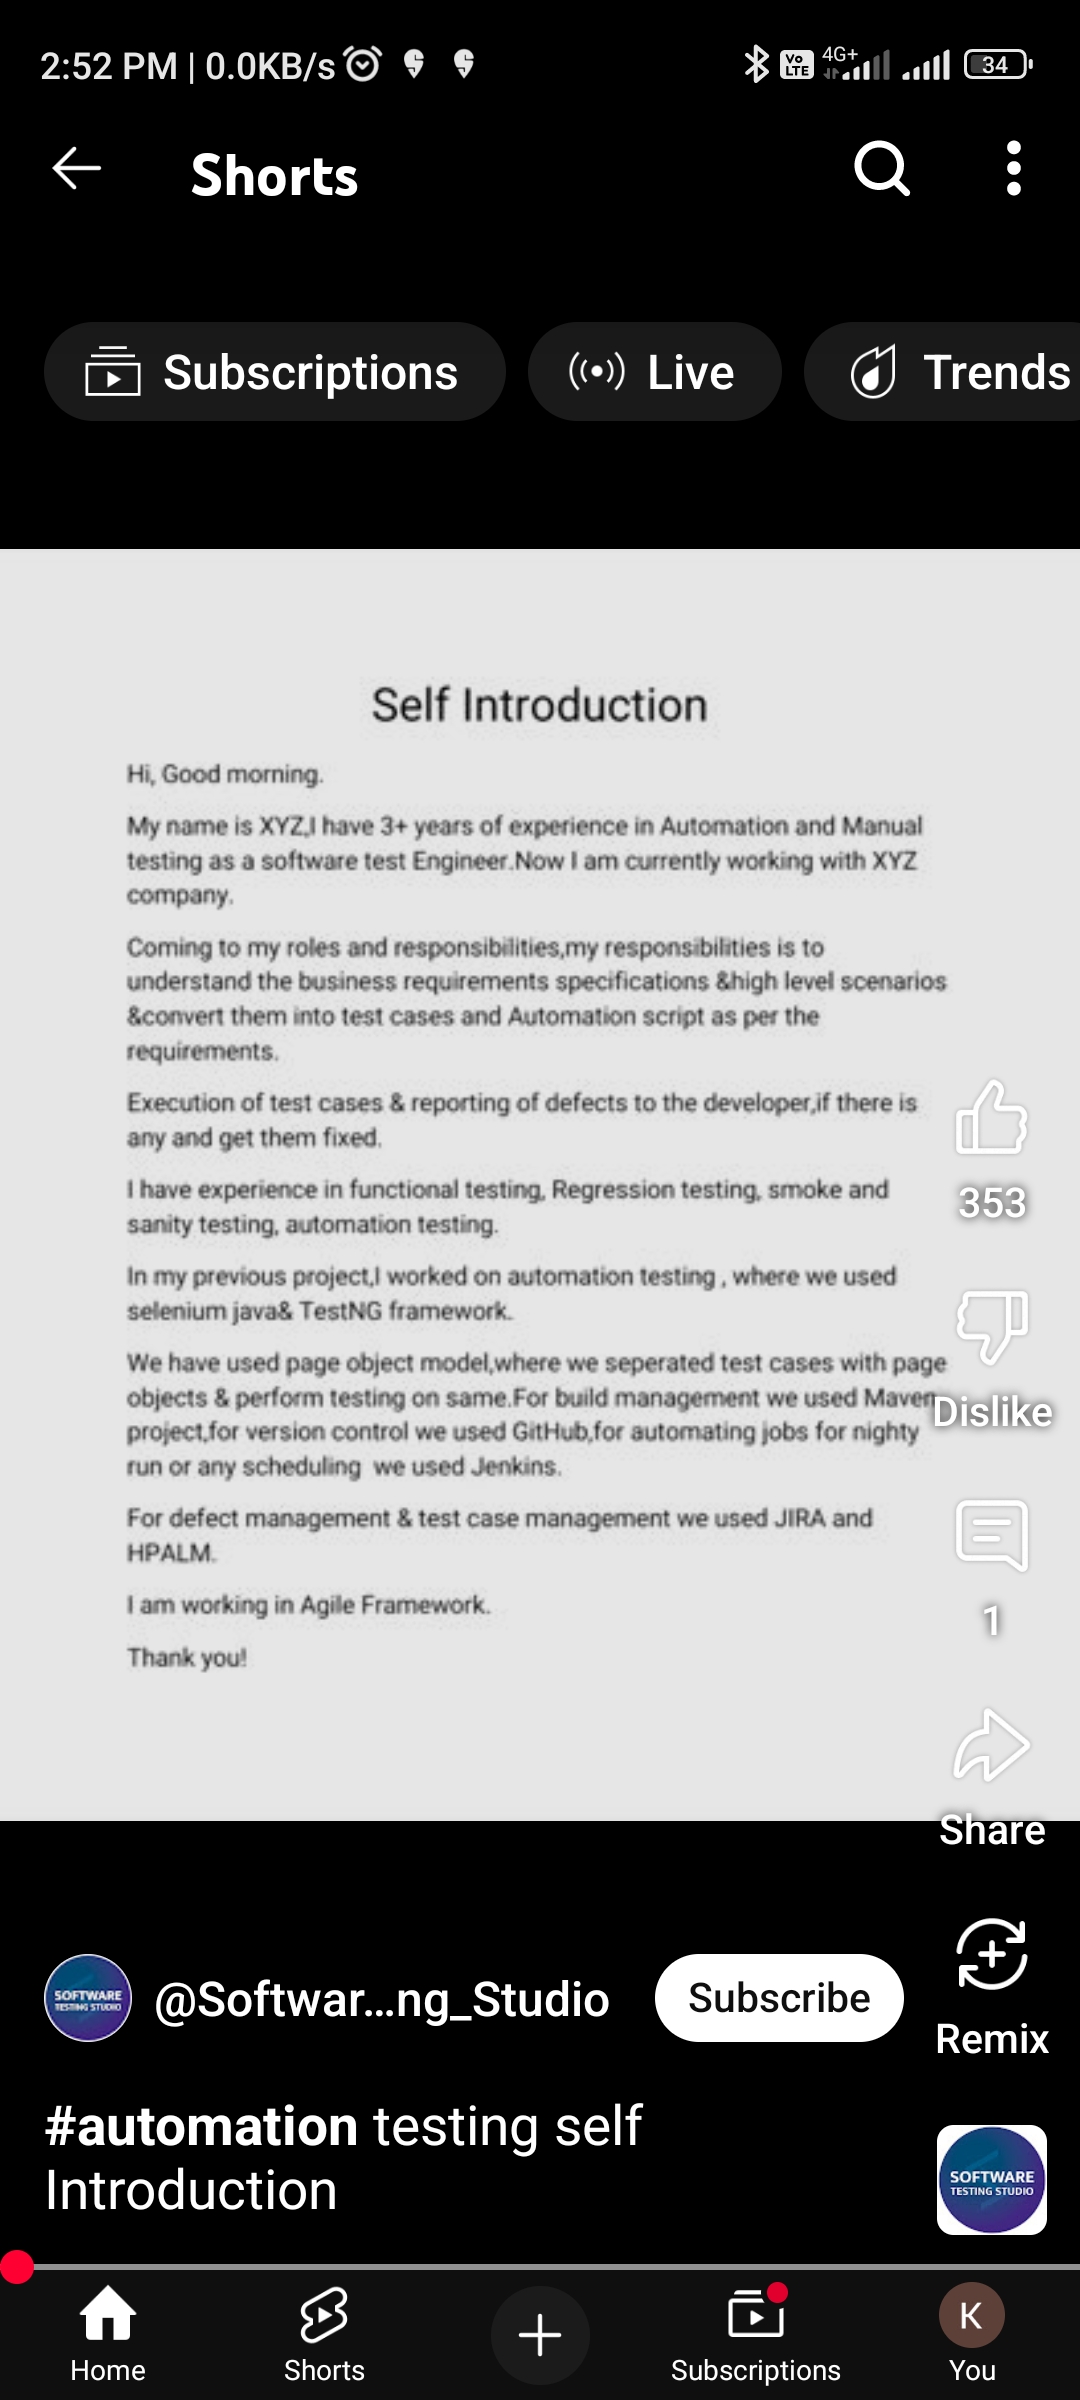 2:52 PM | 0.0KB/s
Vo LTE 4G+ 34
Shorts
Subscriptions Live Trends
Self Introduction
Hi, Good morning.
My name is XYZ,I have 3+ years of experience in Automation and Manual
testing as a software test Engineer.Now I am currently working with XYZ
company.
Coming to my roles and responsibilities,my responsibilities is to
understand the business requirements specifications &high level scenarios
&convert them into test cases and Automation script as per the
requirements.
Execution of test cases & reporting of defects to the developer,if there is
any and get them fixed.
I have experience in functional testing, Regression testing, smoke and
sanity testing, automation testing.
In my previous project,I worked on automation testing , where we used
selenium java& TestNG framework.
We have used page object model,where we seperated test cases with page
objects & perform testing on same.For build management we used Maven
project,for version control we used GitHub,for automating jobs for nighty
run or any scheduling  we used Jenkins.
For defect management & test case management we used JIRA and
HPALM.
I am working in Agile Framework.
Thank you!
353
Dislike
1
Share
Remix
SOFTWARE
TESTING STUDIO
@Softwar...ng_Studio
Subscribe
#automation testing self
Introduction
SOFTWARE
TESTING STUDIO
K
Home Shorts Subscriptions You